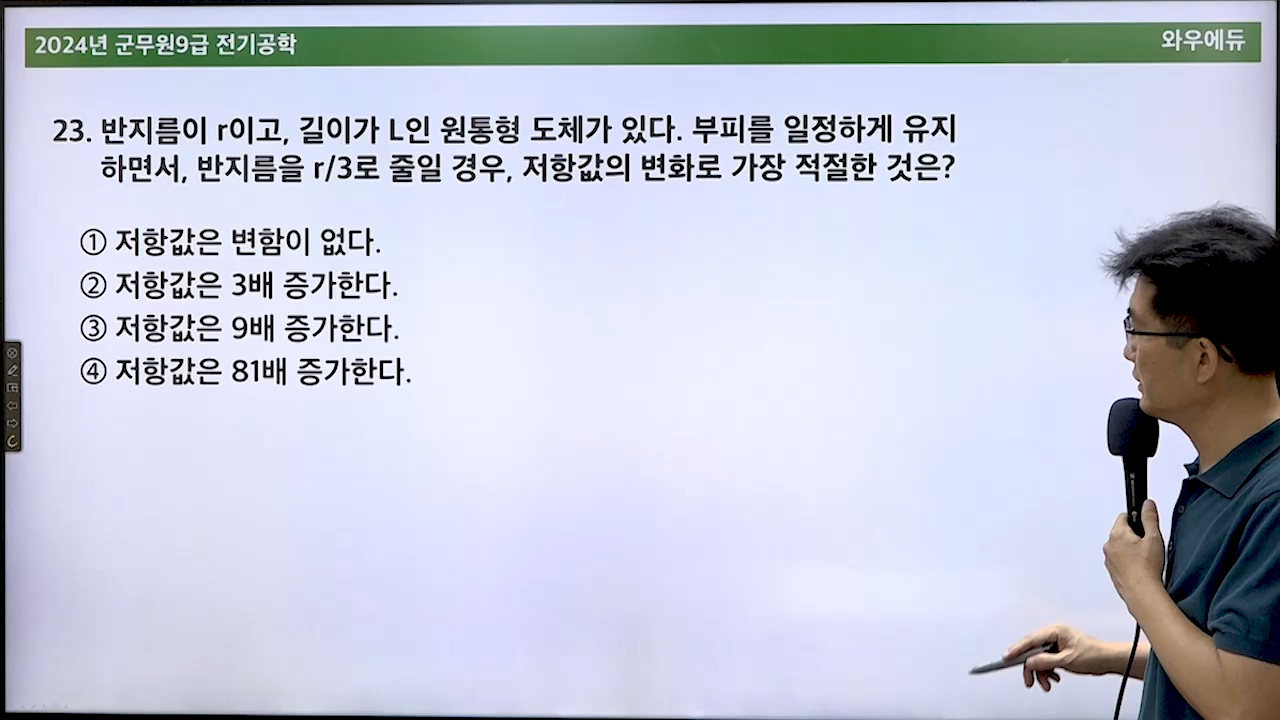 2024년 군무원9급 전기공학
와우에듀
23. 반지름이 r이고, 길이가 L인 원통형 도체가 있다. 부피를 일정하게 유지
하면서, 반지름을 r/3로 줄일 경우, 저항값의 변화로 가장 적절한 것은?
① 저항값은 변함이 없다.
② 저항값은 3배 증가한다.
③ 저항값은 9배 증가한다.
④ 저항값은 81배 증가한다.